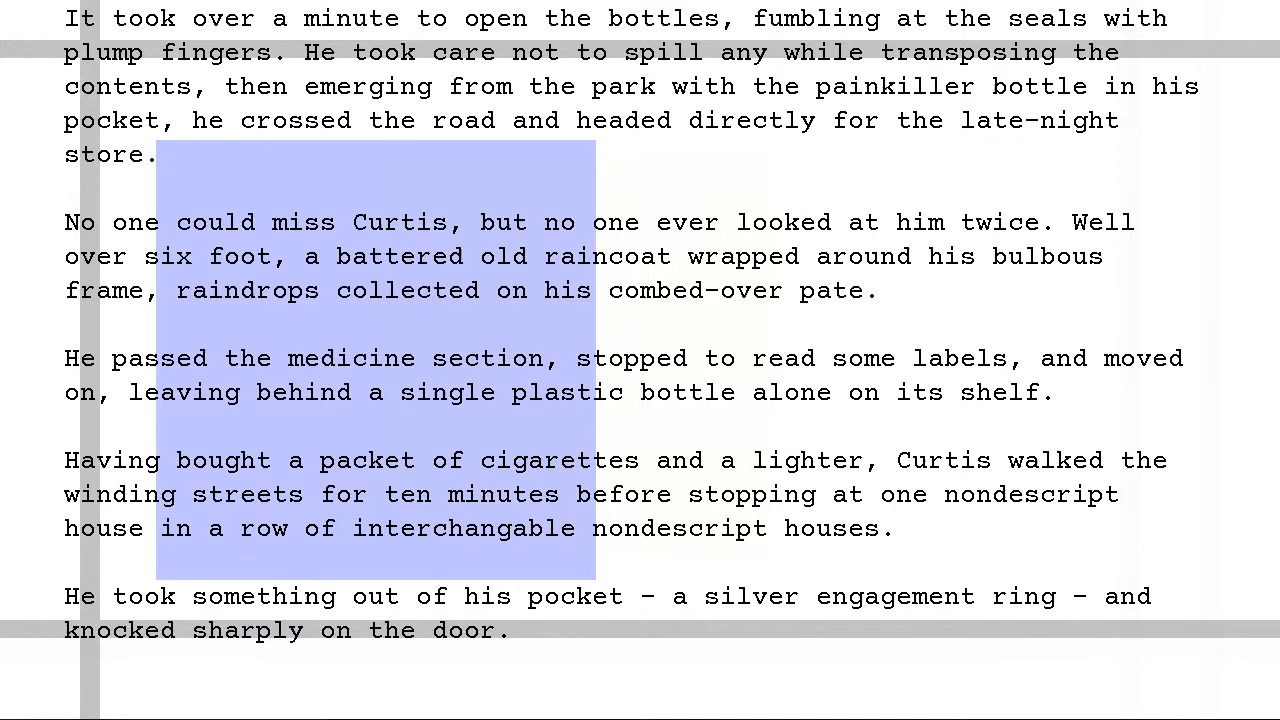 It took over a minute to open the bottles, fumbling at the seals with
plump fingers. He took care not to spill any while transposing the
contents, then emerging from the park with the painkiller bottle in his
pocket, he crossed the road and headed directly for the late-night
store.
No one could miss Curtis, but no one ever looked at him twice. Well
over six foot, a battered old raincoat wrapped around his bulbous
frame, raindrops collected on his combed-over pate.
He passed the medicine section, stopped to read some labels, and moved
on, leaving behind a single plastic bottle alone on its shelf.
Having bought a packet of cigarettes and a lighter, Curtis walked the
winding streets for ten minutes before stopping at one nondescript
house in a row of interchangable nondescript houses.
He took something out of his pocket - a silver engagement ring - and
knocked sharply on the door.